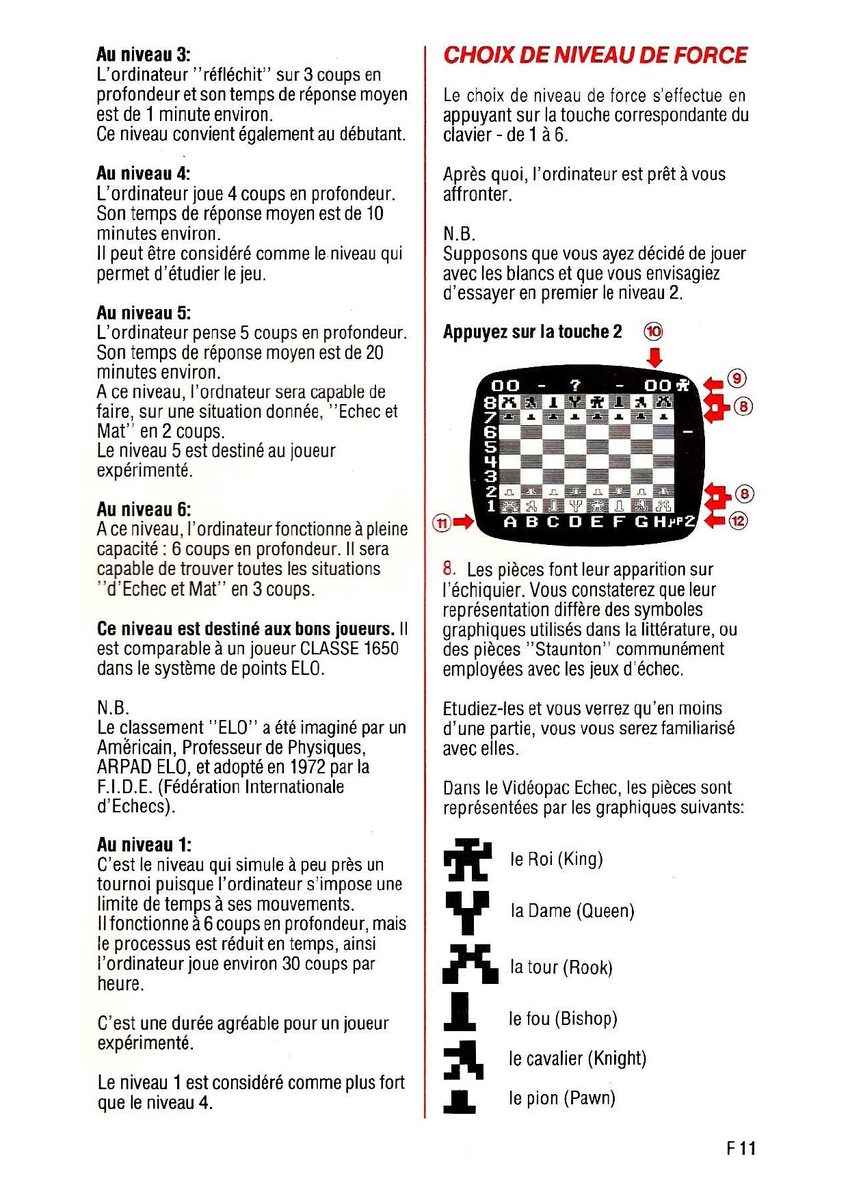 Au niveau 3:
L'ordinateur ''réfléchit'' sur 3 coups en
profondeur et son temps de réponse moyen
est de 1 minute environ.
Ce niveau convient également au débutant.
Au niveau 4:
L'ordinateur joue 4 coups en profondeur.
Son temps de réponse moyen est de 10
minutes environ.
Il peut être considéré comme le niveau qui
permet d'étudier le jeu.
Au niveau 5:
L'ordinateur pense 5 coups en profondeur.
Son temps de réponse moyen est de 20
minutes environ.
A ce niveau, l'ordnateur sera capable de
faire, sur une situation donnée, ''Echec et
Mat'' en 2 coups.
Le niveau 5 est destiné au joueur
expérimenté.
Au niveau 6:
A ce niveau, l'ordinateur fonctionne à pleine
capacité : 6 coups en profondeur. Il sera
capable de trouver toutes les situations
''d'Echec et Mat'' en 3 coups.
Ce niveau est destiné aux bons joueurs. Il
est comparable à un joueur CLASSE 1650
dans le système de points ELO.
N.B.
Le classement ''ELO'' a été imaginé par un
Américain, Professeur de Physiques,
ARPAD ELO, et adopté en 1972 par la
F.I.D.E. (Fédération Internationale
d'Echecs).
Au niveau 1:
C'est le niveau qui simule à peu près un
tournoi puisque l'ordinateur s'impose une
limite de temps à ses mouvements.
Il fonctionne à 6 coups en profondeur, mais
le processus est réduit en temps, ainsi
l'ordinateur joue environ 30 coups par
heure.
C'est une durée agréable pour un joueur
expérimenté.
Le niveau 1 est considéré comme plus fort
que le niveau 4.
CHOIX DE NIVEAU DE FORCE
Le choix de niveau de force s'effectue en
appuyant sur la touche correspondante du
clavier - de 1 à 6.
Après quoi, l'ordinateur est prêt à vous
affronter.
N.B.
Supposons que vous ayez décidé de jouer
avec les blancs et que vous envisagiez
d'essayer en premier le niveau 2.
Appuyez sur la touche 2 10
00 - ? - 00 9
8 8
7
6 -
5
4
3
2 8
1
11 A B C D E F G H µP2 12
8. Les pièces font leur apparition sur
l'échiquier. Vous constaterez que leur
représentation diffère des symboles
graphiques utilisés dans la littérature, ou
des pièces ''Staunton'' communément
employées avec les jeux d'échec.
Etudiez-les et vous verrez qu'en moins
d'une partie, vous vous serez familiarisé
avec elles.
Dans le Vidéopac Echec, les pièces sont
représentées par les graphiques suivants:
le Roi (King)
la Dame (Queen)
la tour (Rook)
le fou (Bishop)
le cavalier (Knight)
le pion (Pawn)
F 11